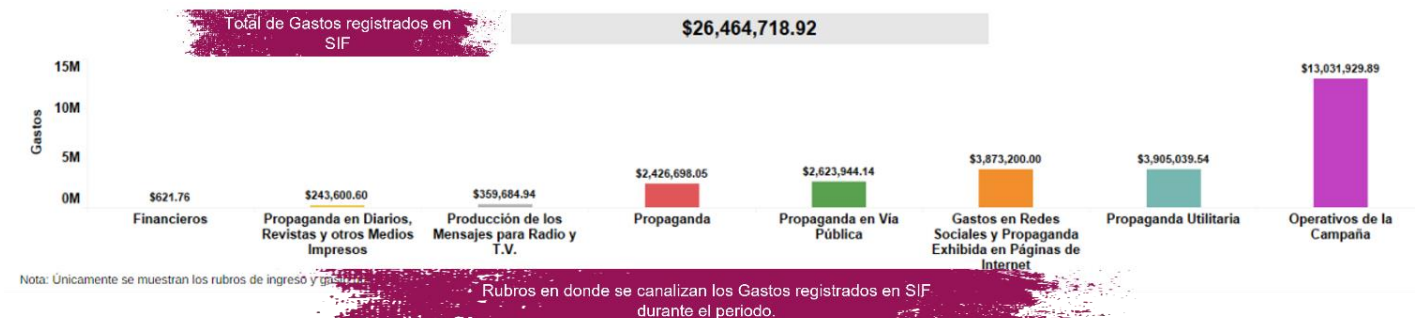 Total de Gastos registrados en
SIF
$26,464,718.92
15M
10M
5M
0M
Gastos
$621.76
$243,600.60
$359,684.94
$2,426,698.05
$2,623,944.14
$3,873,200.00
$3,905,039.54
$13,031,929.89
Financieros
Propaganda en Diarios,
Revistas y otros Medios
Impresos
Producción de los
Mensajes para Radio y
T.V.
Propaganda
Propaganda en Vía
Pública
Gastos en Redes
Sociales y Propaganda
Exhibida en Páginas de
Internet
Propaganda Utilitaria
Operativos de la
Campaña
Nota: Únicamente se muestran los rubros de ingreso y
Rubros en donde se canalizan los Gastos registrados en SIF
durante el periodo.